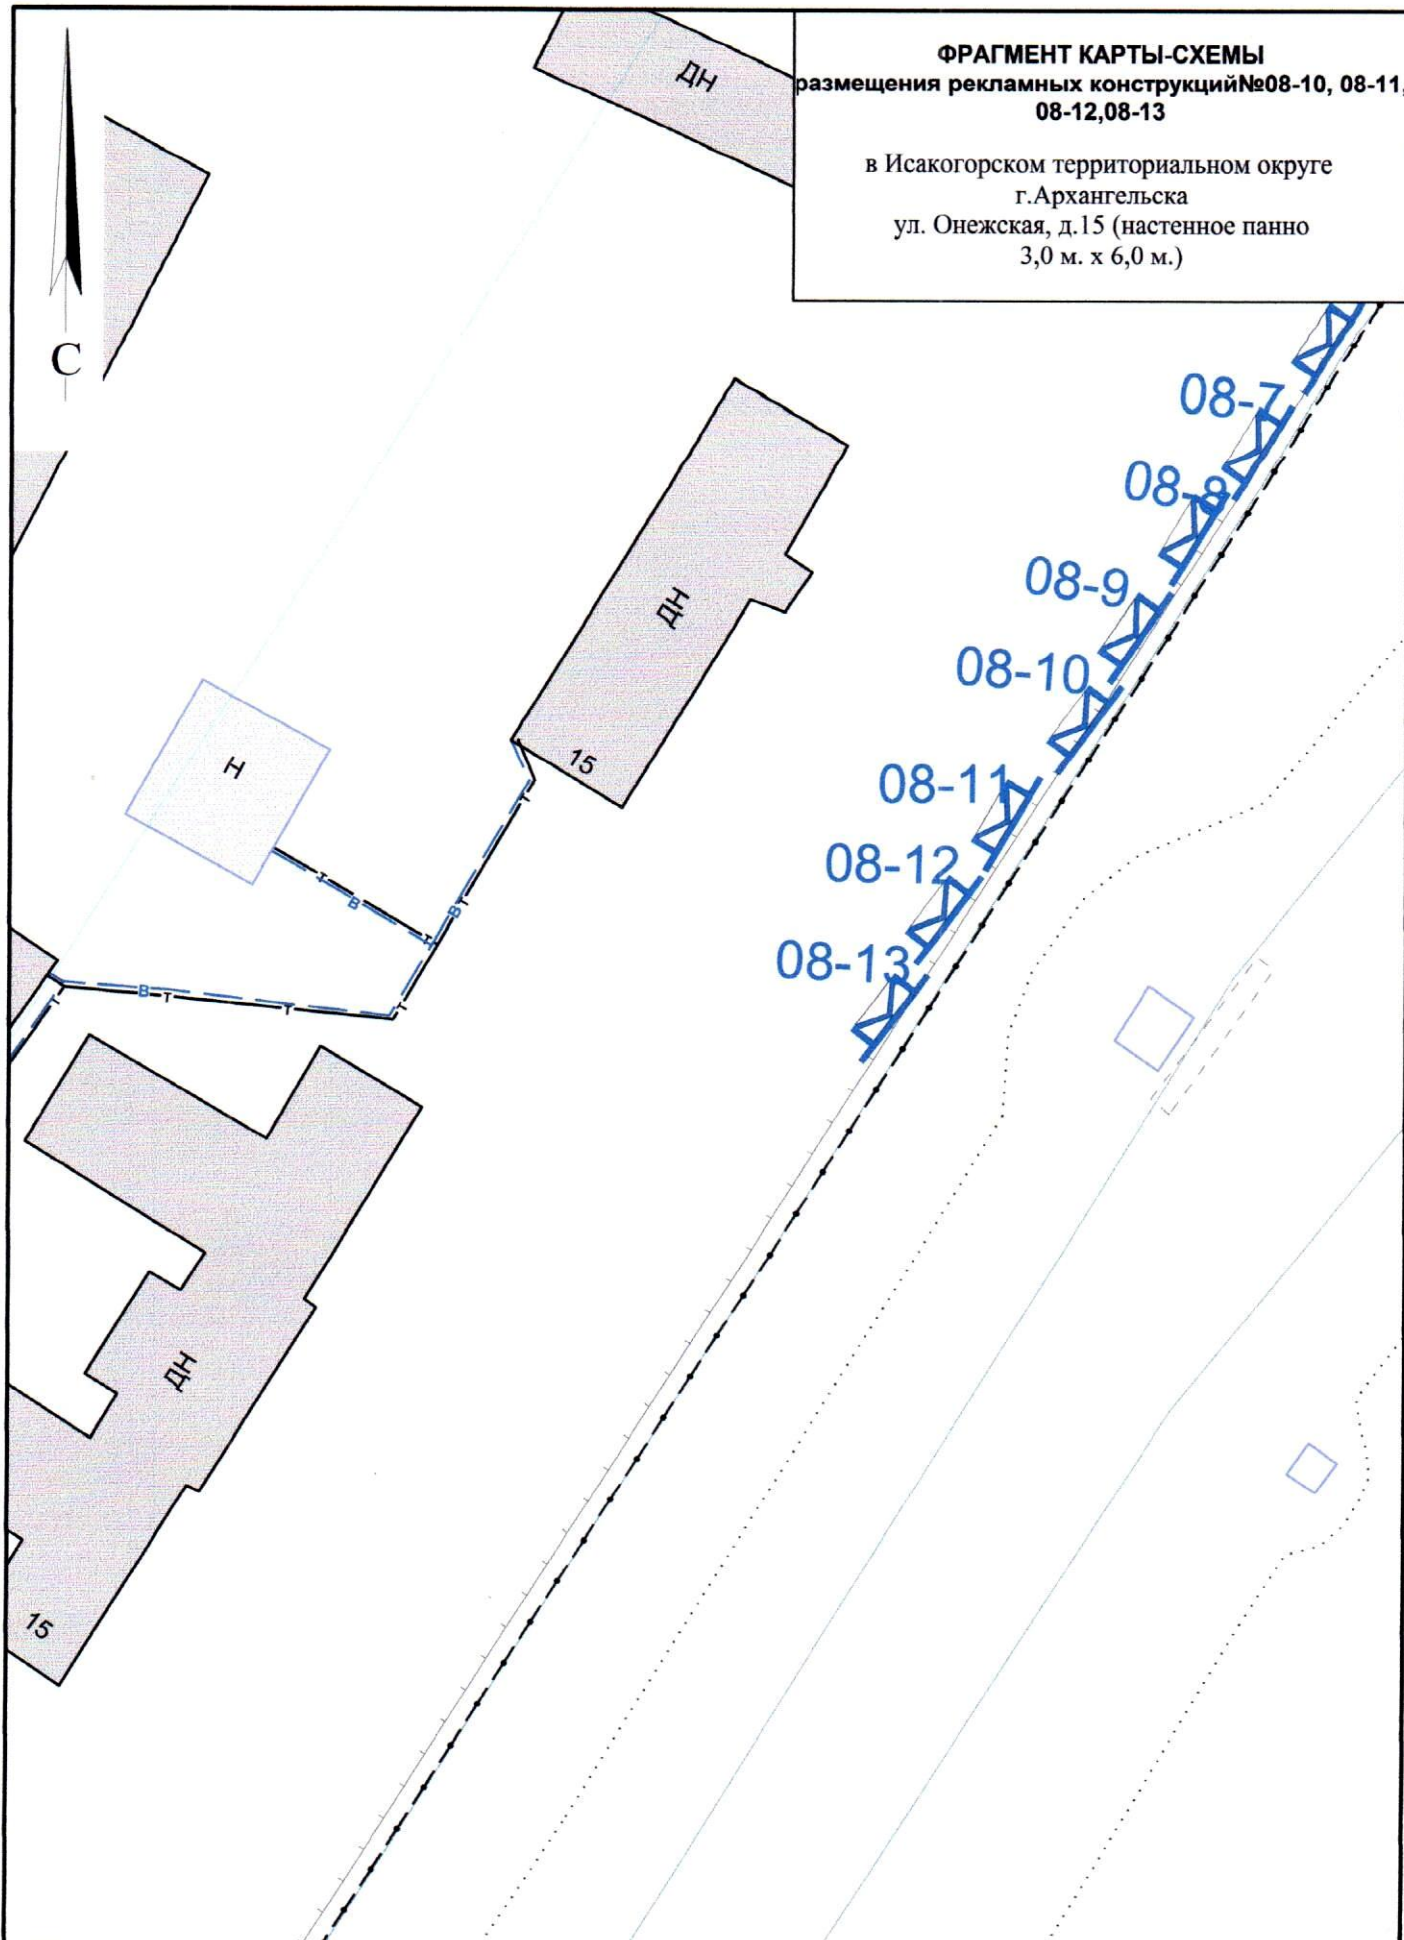 ФРАГМЕНТ КАРТЫ-СХЕМЫ
размещения рекламных конструкций№08-10, 08-11,
08-12,08-13
в Исакогорском территориальном округе
г.Архангельска
ул. Онежская, д.15 (настенное панно
3,0 м. х 6,0 м.)
ДН
С
08-7
08-8
08-9
ДН
08-10
15
Н
08-11
Т
08-12
Т
В
В
Т
Т
08-13
В
Т
Т
Т
Т
ДН
15